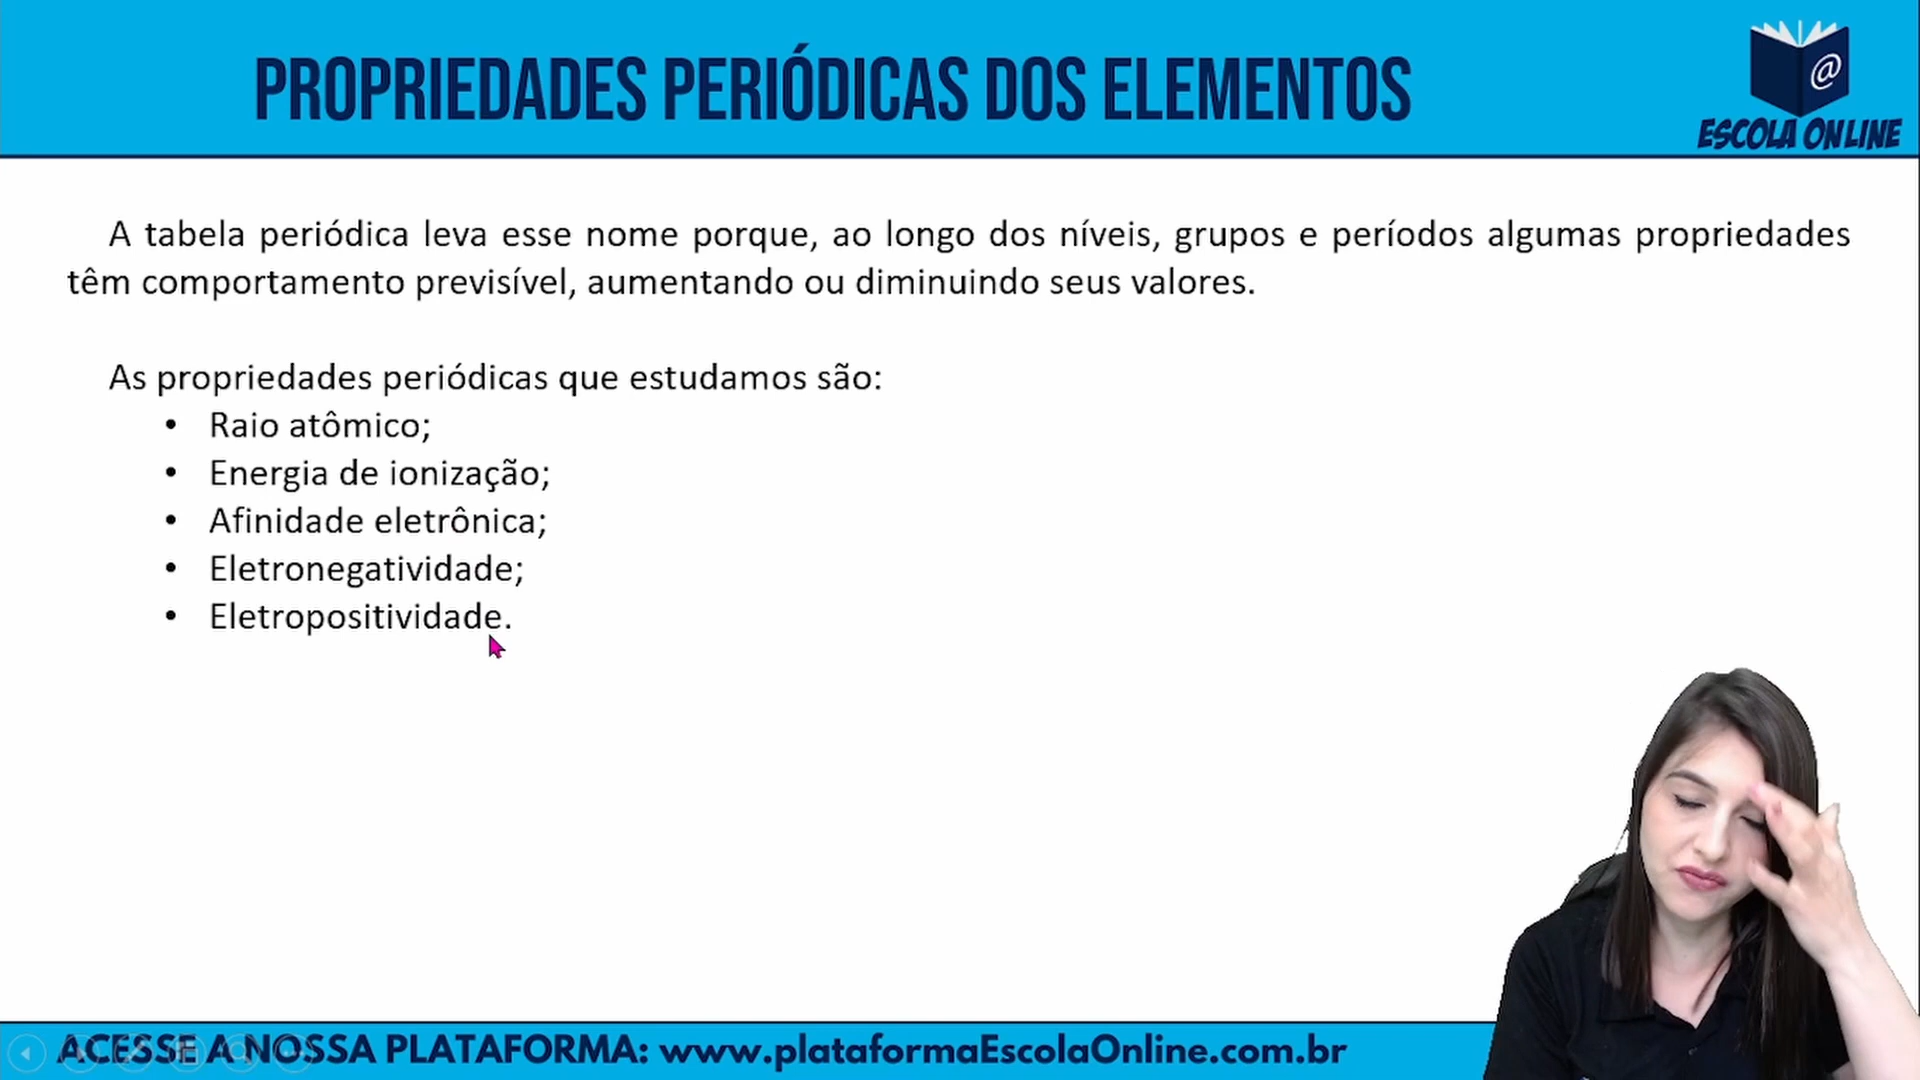 PROPRIEDADES PERIÓDICAS DOS ELEMENTOS
@
ESCOLA ONLINE
A tabela periódica leva esse nome porque, ao longo dos níveis, grupos e períodos algumas propriedades
têm comportamento previsível, aumentando ou diminuindo seus valores.
As propriedades periódicas que estudamos são:
• Raio atômico;
• Energia de ionização;
• Afinidade eletrônica;
• Eletronegatividade;
• Eletropositividade.
ACESSE A NOSSA PLATAFORMA: www.plataformaEscolaOnline.com.br